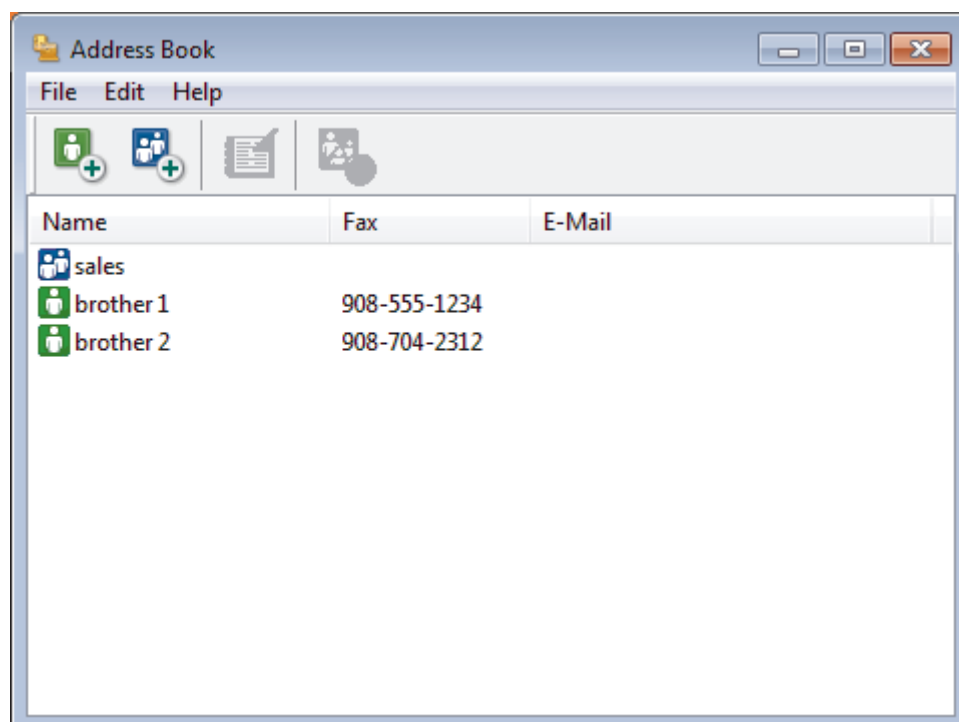 Address Book
File Edit Help
Name Fax E-Mail
sales
brother 1 908-555-1234
brother 2 908-704-2312